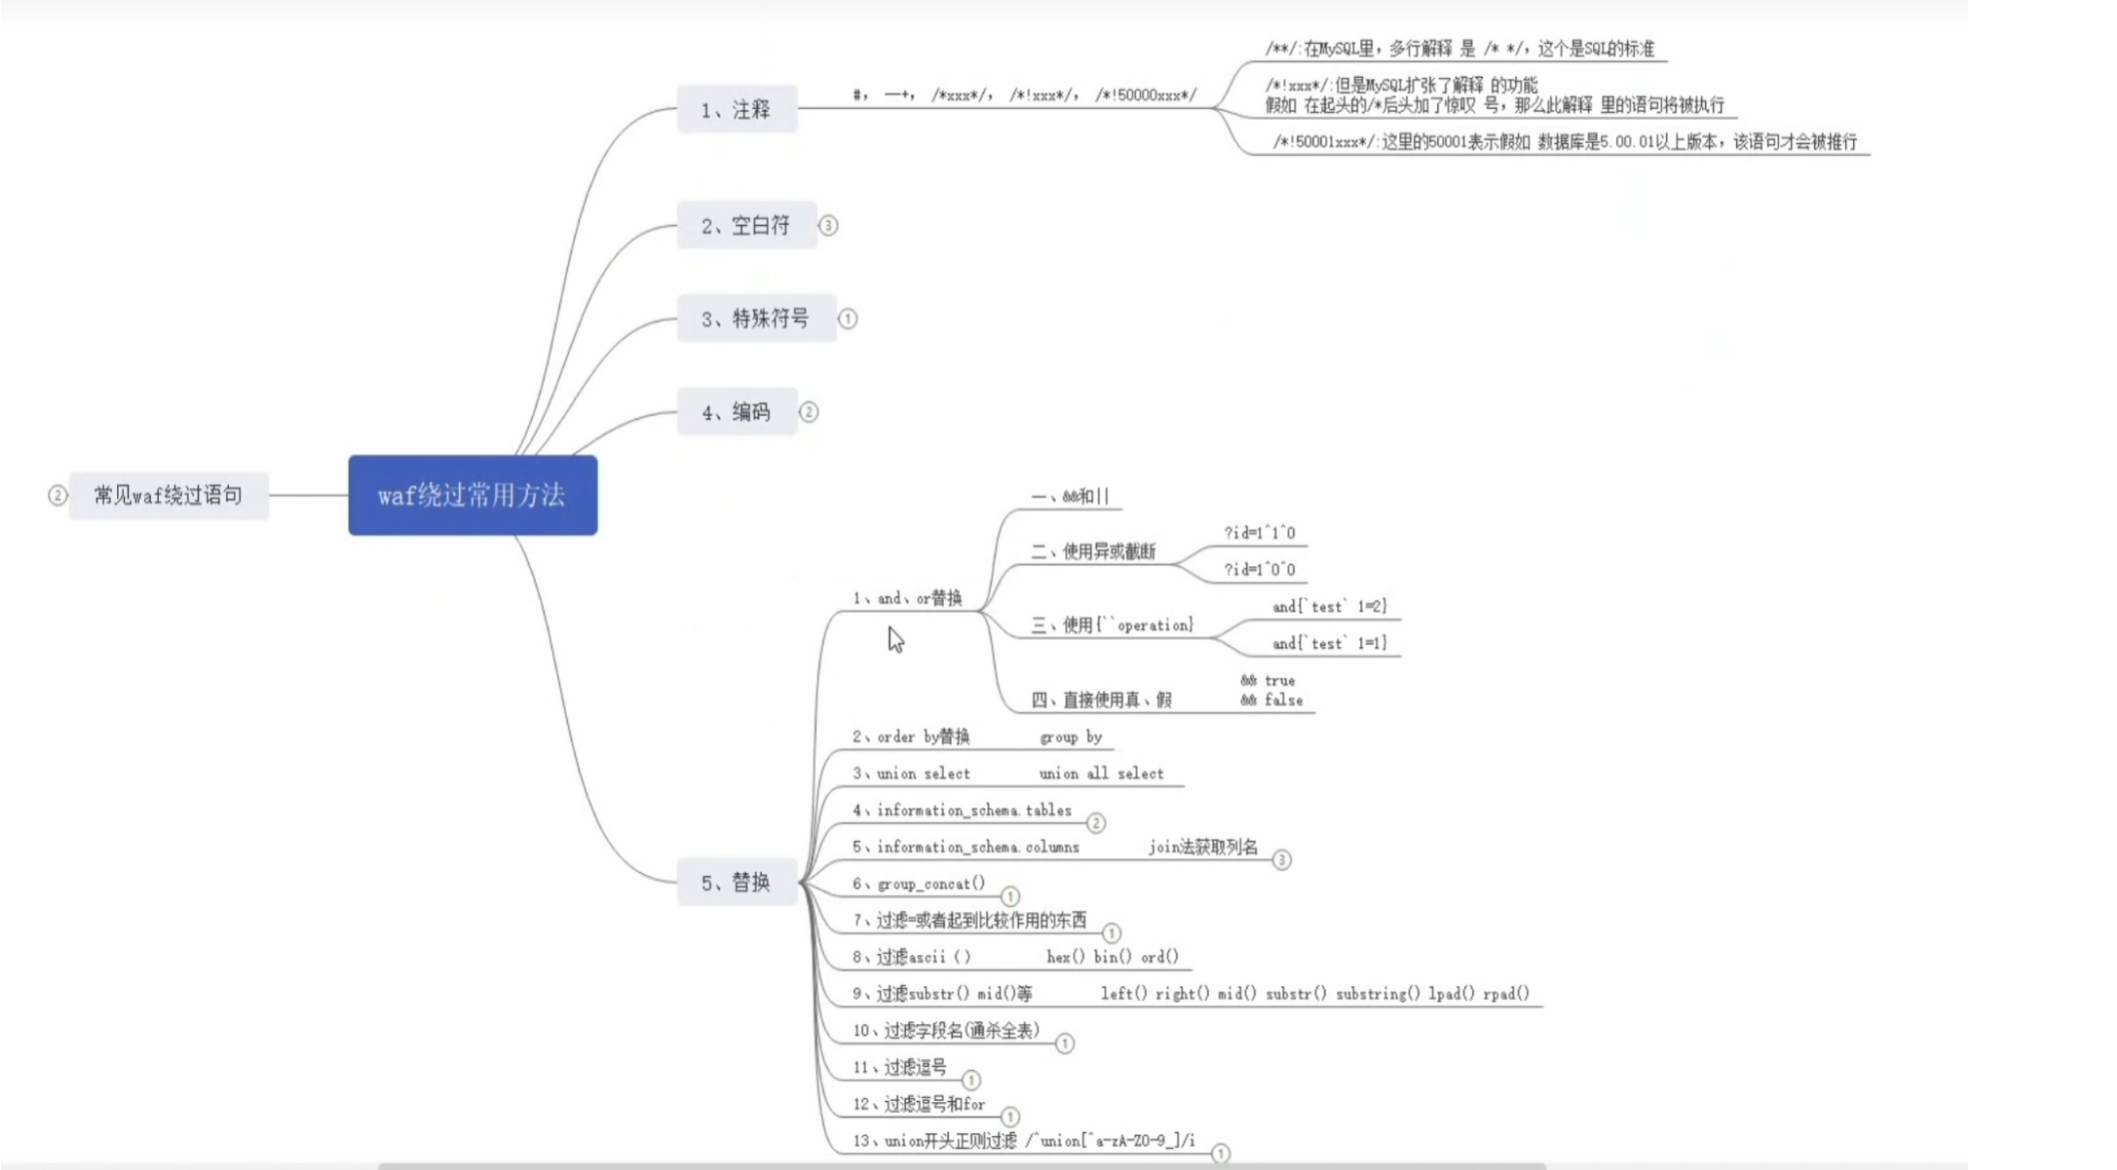 /**/:在MySQL里，多行解释 是 /* */，这个是SQL的标准
/*!xxx*/:但是MySQL扩张了解释 的功能
假如 在起头的/*后头加了惊叹 号，那么此解释 里的语句将被执行
1、注释
#， —+， /*xxx*/， /*!xxx*/， /*!50000xxx*/
/*!50001xxx*/:这里的50001表示假如 数据库是5.00.01以上版本，该语句才会被推行
2、空白符
3
3、特殊符号
1
4、编码
2
2
常见waf绕过语句
waf绕过常用方法
5、替换
1、and、or替换
一、&&和||
二、使用异或截断
?id=1^1^0
?id=1^0^0
三、使用{``operation}
and{`test` 1=2}
and{`test` 1=1}
四、直接使用真、假
&& true
&& false
2、order by替换 group by
3、union select union all select
4、information_schema.tables
2
5、information_schema.columns join法获取列名
3
6、group_concat()
1
7、过滤=或者起到比较作用的东西
1
8、过滤ascii（） hex() bin() ord()
9、过滤substr() mid()等 left() right() mid() substr() substring() lpad() rpad()
10、过滤字段名(通杀全表)
1
11、过滤逗号
1
12、过滤逗号和for
1
13、union开头正则过滤 /^union[^a-zA-Z0-9_]/i
1